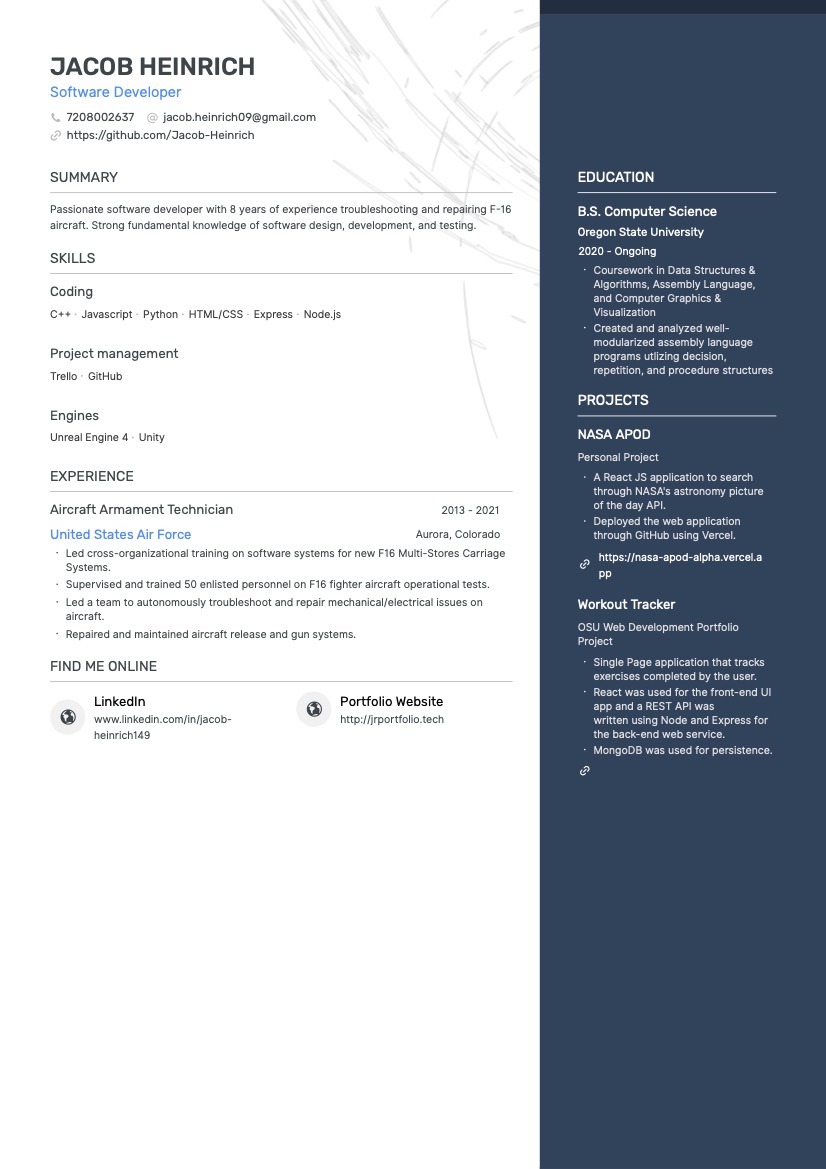 JACOB HEINRICH
Software Developer
7208002637 @ jacob.heinrich09@gmail.com
https://github.com/Jacob-Heinrich
SUMMARY
Passionate software developer with 8 years of experience troubleshooting and repairing F-16
aircraft. Strong fundamental knowledge of software design, development, and testing.
SKILLS
Coding
C++ · Javascript · Python · HTML/CSS · Express · Node.js
Project management
Trello · GitHub
Engines
Unreal Engine 4 · Unity
EXPERIENCE
Aircraft Armament Technician 2013 - 2021
United States Air Force Aurora, Colorado
· Led cross-organizational training on software systems for new F16 Multi-Stores Carriage
Systems.
· Supervised and trained 50 enlisted personnel on F16 fighter aircraft operational tests.
· Led a team to autonomously troubleshoot and repair mechanical/electrical issues on
aircraft.
· Repaired and maintained aircraft release and gun systems.
FIND ME ONLINE
LinkedIn
www.linkedin.com/in/jacob-
heinrich149
Portfolio Website
http://jrportfolio.tech
EDUCATION
B.S. Computer Science
Oregon State University
2020 - Ongoing
· Coursework in Data Structures &
Algorithms, Assembly Language,
and Computer Graphics &
Visualization
· Created and analyzed well-
modularized assembly language
programs utlizing decision,
repetition, and procedure structures
PROJECTS
NASA APOD
Personal Project
· A React JS application to search
through NASA's astronomy picture
of the day API.
· Deployed the web application
through GitHub using Vercel.
https://nasa-apod-alpha.vercel.a
pp
Workout Tracker
OSU Web Development Portfolio
Project
· Single Page application that tracks
exercises completed by the user.
· React was used for the front-end UI
app and a REST API was
written using Node and Express for
the back-end web service.
· MongoDB was used for persistence.